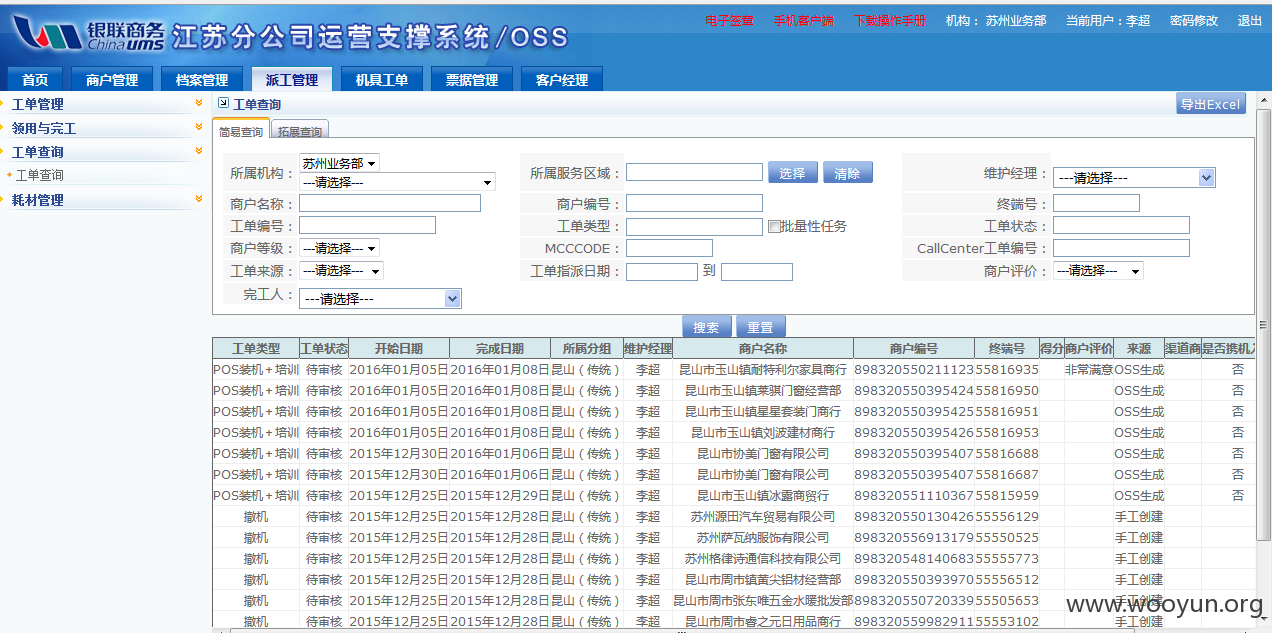 银联商务 China ums 江苏分公司运营支撑系统/OSS
电子签章 手机客户端 下载操作手册 机构： 苏州业务部 当前用户：李超 密码修改 退出
首页 商户管理 档案管理 派工管理 机具工单 票据管理 客户经理
工单管理
领用与完工
工单查询
工单查询
耗材管理
工单查询 导出Excel
简易查询 拓展查询
所属机构： 苏州业务部 ---请选择--- 所属服务区域： 选择 清除 维护经理： ---请选择---
商户名称： 商户编号： 终端号：
工单编号： 工单类型： 批量性任务 工单状态：
商户等级： ---请选择--- MCCCODE： CallCenter工单编号：
工单来源： ---请选择--- 工单指派日期： 到 商户评价： ---请选择---
完工人： ---请选择---
搜索 重置
工单类型 工单状态 开始日期 完成日期 所属分组 维护经理 商户名称 商户编号 终端号 得分 商户评价 来源 渠道商 是否携机入
POS装机+培训 待审核 2016年01月05日 2016年01月08日 昆山（传统） 李超 昆山市玉山镇耐特利尔家具商行 898320550211123 55816935 非常满意 OSS生成 否
POS装机+培训 待审核 2016年01月05日 2016年01月08日 昆山（传统） 李超 昆山市玉山镇莱骐门窗经营部 898320550395424 55816950 OSS生成 否
POS装机+培训 待审核 2016年01月05日 2016年01月08日 昆山（传统） 李超 昆山市玉山镇星星套装门商行 898320550395425 55816951 OSS生成 否
POS装机+培训 待审核 2016年01月05日 2016年01月08日 昆山（传统） 李超 昆山市玉山镇刘波建材商行 898320550395426 55816953 OSS生成 否
POS装机+培训 待审核 2015年12月30日 2016年01月06日 昆山（传统） 李超 昆山市协美门窗有限公司 898320550395407 55816688 OSS生成 否
POS装机+培训 待审核 2015年12月30日 2016年01月06日 昆山（传统） 李超 昆山市协美门窗有限公司 898320550395407 55816687 OSS生成 否
POS装机+培训 待审核 2015年12月25日 2015年12月29日 昆山（传统） 李超 昆山市玉山镇冰露商贸行 898320551110367 55815959 OSS生成 否
撤机 待审核 2015年12月25日 2015年12月28日 昆山（传统） 李超 苏州源田汽车贸易有限公司 898320550130426 55556129 手工创建
撤机 待审核 2015年12月25日 2015年12月28日 昆山（传统） 李超 苏州萨瓦纳服饰有限公司 898320556913179 55550525 手工创建
撤机 待审核 2015年12月25日 2015年12月28日 昆山（传统） 李超 苏州格律诗通信科技有限公司 898320548140683 55555773 手工创建
撤机 待审核 2015年12月25日 2015年12月28日 昆山（传统） 李超 昆山市周市镇黄尖铝材经营部 898320550393970 55556512 手工创建
撤机 待审核 2015年12月25日 2015年12月28日 昆山（传统） 李超 昆山市周市张东唯五金水暖批发部 898320550720339 55505653 手工创建
撤机 待审核 2015年12月25日 2015年12月28日 昆山（传统） 李超 昆山市周市睿之元日用品商行 898320559982911 55553102 手工创建
www.wooyun.org